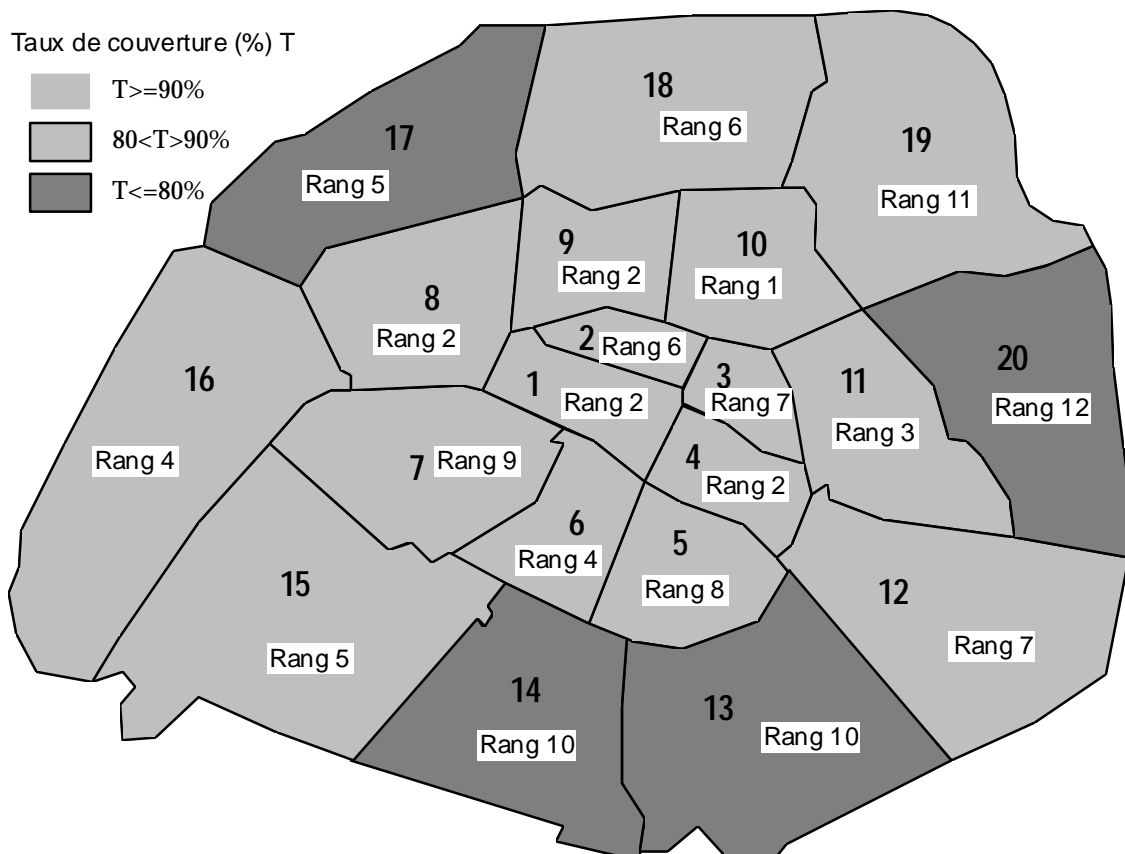 Taux de couverture (%) T
T>=90%
80<T>90%
T<=80%
18
Rang 6
17
Rang 5
19
Rang 11
9
Rang 2
10
Rang 1
8
Rang 2
2
Rang 6
20
Rang 12
16
Rang 4
1
Rang 2
3
Rang 7
11
Rang 3
7
Rang 9
4
Rang 2
6
Rang 4
5
Rang 8
15
Rang 5
12
Rang 7
14
Rang 10
13
Rang 10